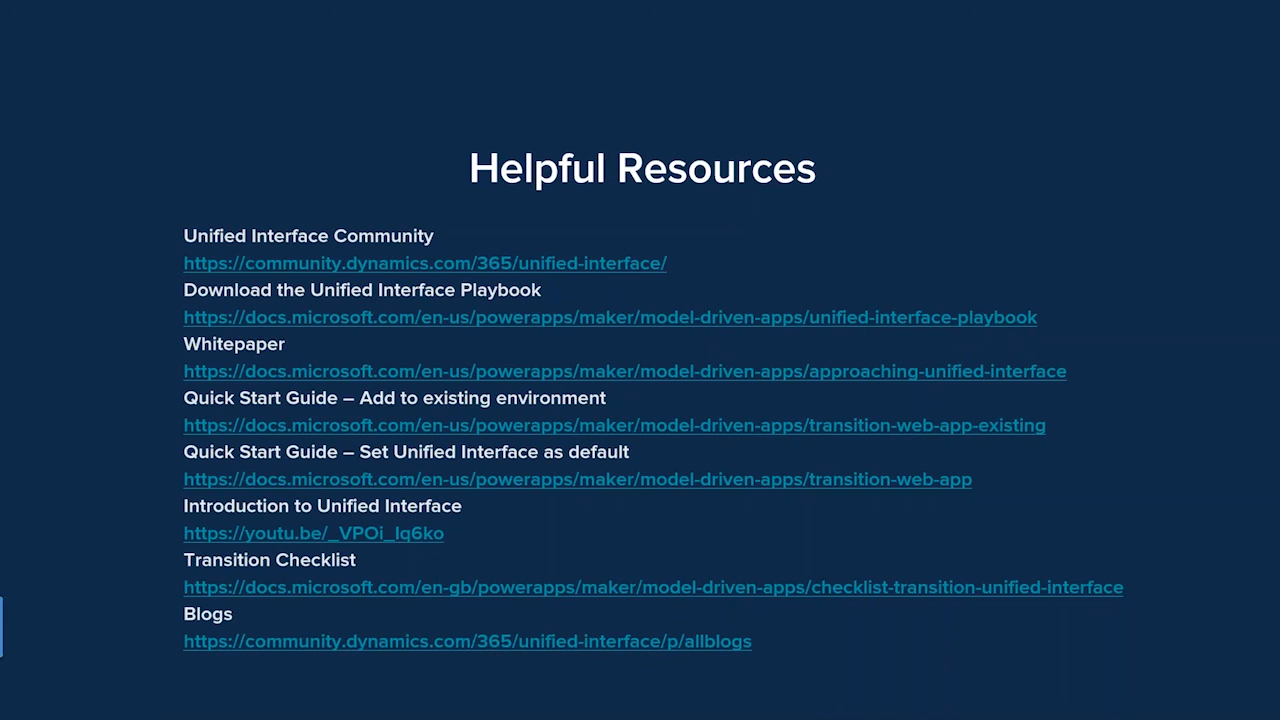 Helpful Resources
Unified Interface Community
https://community.dynamics.com/365/unified-interface/
Download the Unified Interface Playbook
https://docs.microsoft.com/en-us/powerapps/maker/model-driven-apps/unified-interface-playbook
Whitepaper
https://docs.microsoft.com/en-us/powerapps/maker/model-driven-apps/approaching-unified-interface
Quick Start Guide – Add to existing environment
https://docs.microsoft.com/en-us/powerapps/maker/model-driven-apps/transition-web-app-existing
Quick Start Guide – Set Unified Interface as default
https://docs.microsoft.com/en-us/powerapps/maker/model-driven-apps/transition-web-app
Introduction to Unified Interface
https://youtu.be/_VPOi_Iq6ko
Transition Checklist
https://docs.microsoft.com/en-gb/powerapps/maker/model-driven-apps/checklist-transition-unified-interface
Blogs
https://community.dynamics.com/365/unified-interface/p/allblogs